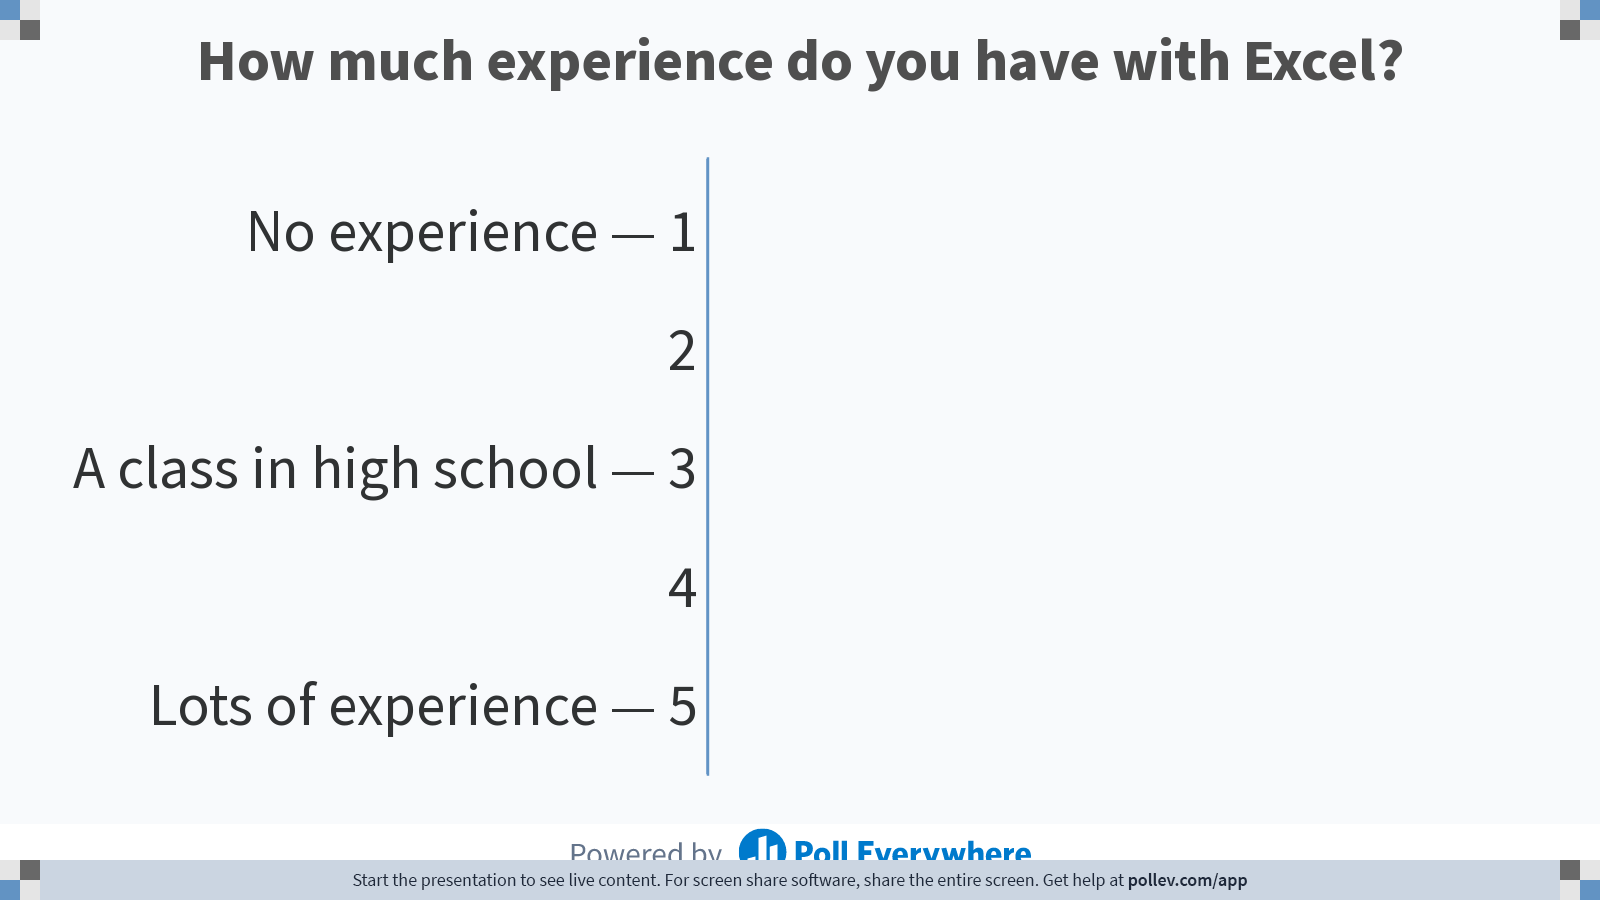 How much experience do you have with Excel?
No experience — 1
2
A class in high school — 3
4
Lots of experience — 5
Powered by Poll Everywhere
Start the presentation to see live content. For screen share software, share the entire screen. Get help at pollev.com/app